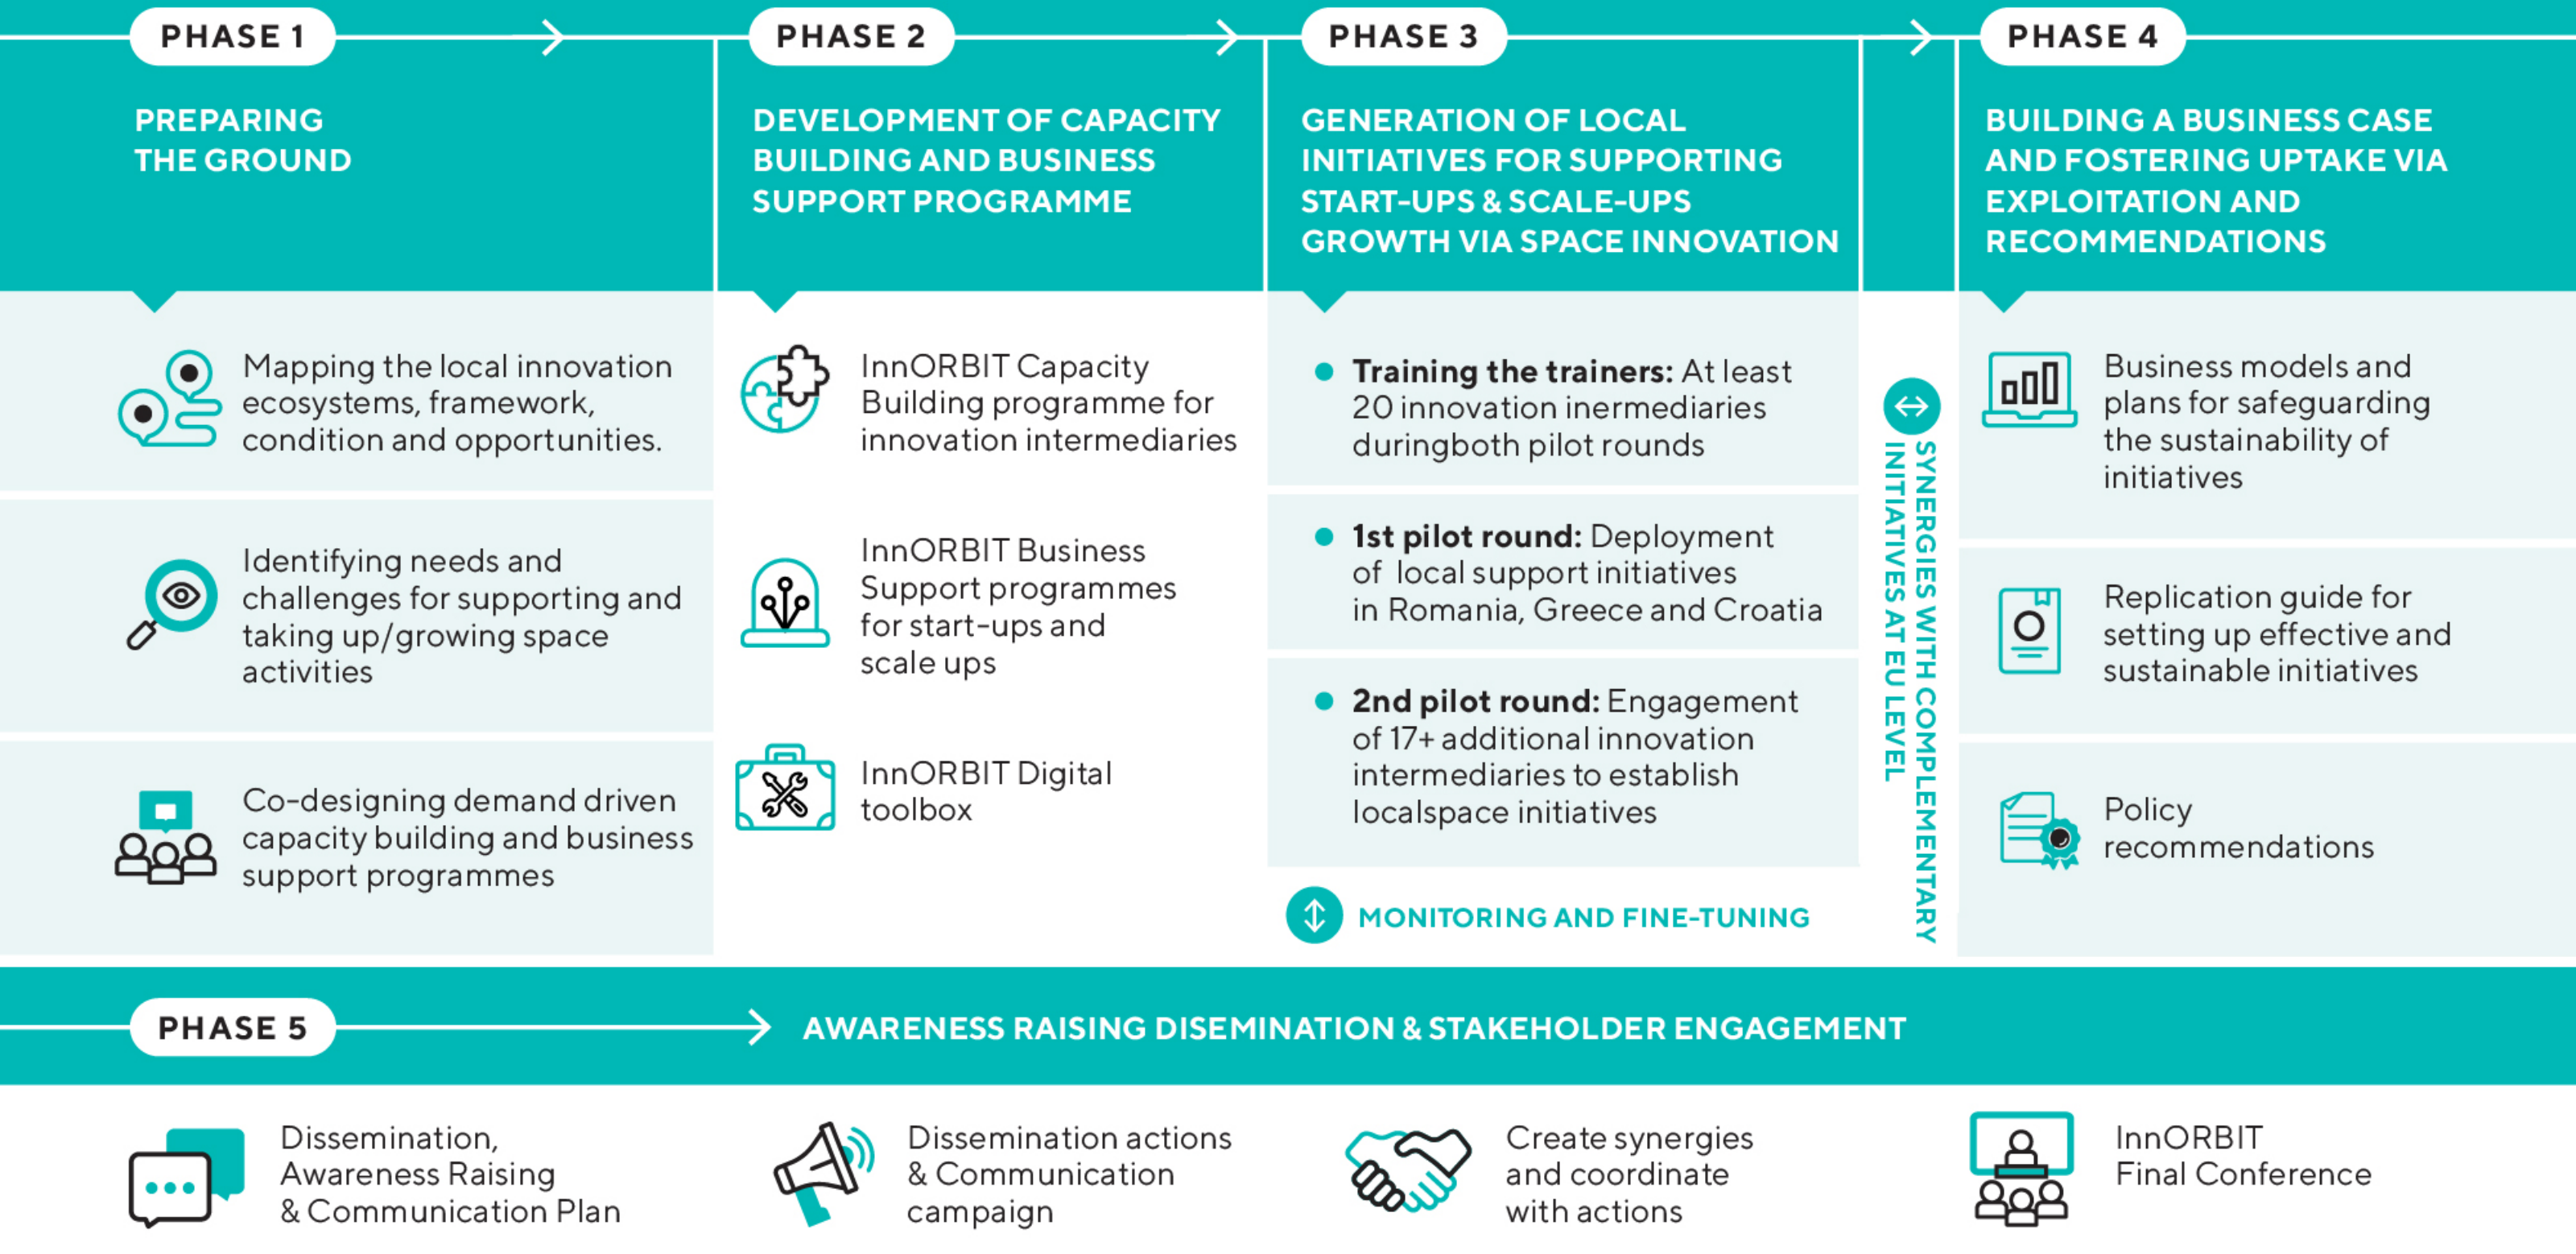 PHASE 1
PREPARING
THE GROUND
Mapping the local innovation
ecosystems, framework,
condition and opportunities.
Identifying needs and
challenges for supporting and
taking up/growing space
activities
Co-designing demand driven
capacity building and business
support programmes
PHASE 2
DEVELOPMENT OF CAPACITY
BUILDING AND BUSINESS
SUPPORT PROGRAMME
InnORBIT Capacity
Building programme for
innovation intermediaries
InnORBIT Business
Support programmes
for start-ups and
scale ups
InnORBIT Digital
toolbox
PHASE 3
GENERATION OF LOCAL
INITIATIVES FOR SUPPORTING
START-UPS & SCALE-UPS
GROWTH VIA SPACE INNOVATION
Training the trainers: At least
20 innovation inermediaries
duringboth pilot rounds
1st pilot round: Deployment
of local support initiatives
in Romania, Greece and Croatia
2nd pilot round: Engagement
of 17+ additional innovation
intermediaries to establish
localspace initiatives
MONITORING AND FINE-TUNING
SYNERGIES WITH COMPLEMENTARY
INITIATIVES AT EU LEVEL
PHASE 4
BUILDING A BUSINESS CASE
AND FOSTERING UPTAKE VIA
EXPLOITATION AND
RECOMMENDATIONS
Business models and
plans for safeguarding
the sustainability of
initiatives
Replication guide for
setting up effective and
sustainable initiatives
Policy
recommendations
PHASE 5
AWARENESS RAISING DISEMINATION & STAKEHOLDER ENGAGEMENT
Dissemination,
Awareness Raising
& Communication Plan
Dissemination actions
& Communication
campaign
Create synergies
and coordinate
with actions
InnORBIT
Final Conference